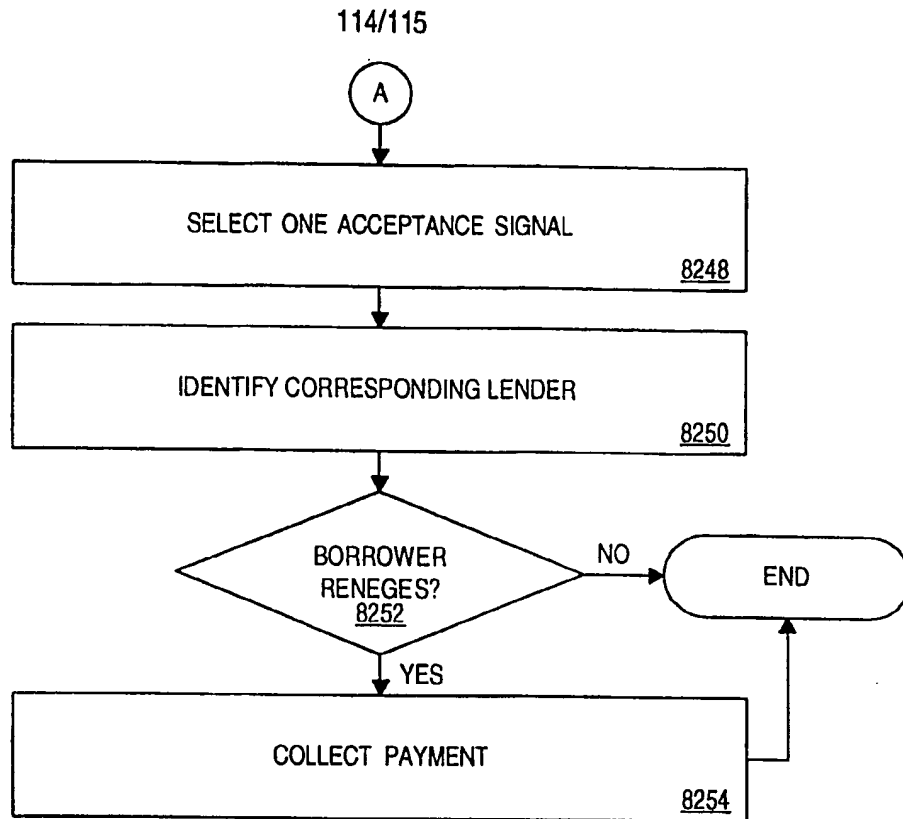 114/115
A
SELECT ONE ACCEPTANCE SIGNAL
8248
IDENTIFY CORRESPONDING LENDER
8250
BORROWER
RENEGES?
8252
NO
END
YES
COLLECT PAYMENT
8254